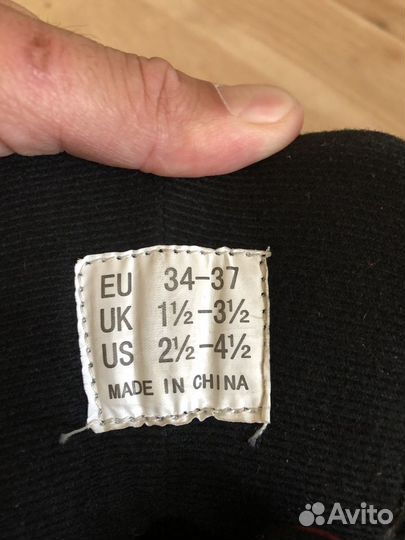 EU 34-37
UK 1½-3½
US 2½-4½
MADE IN CHINA
Avito